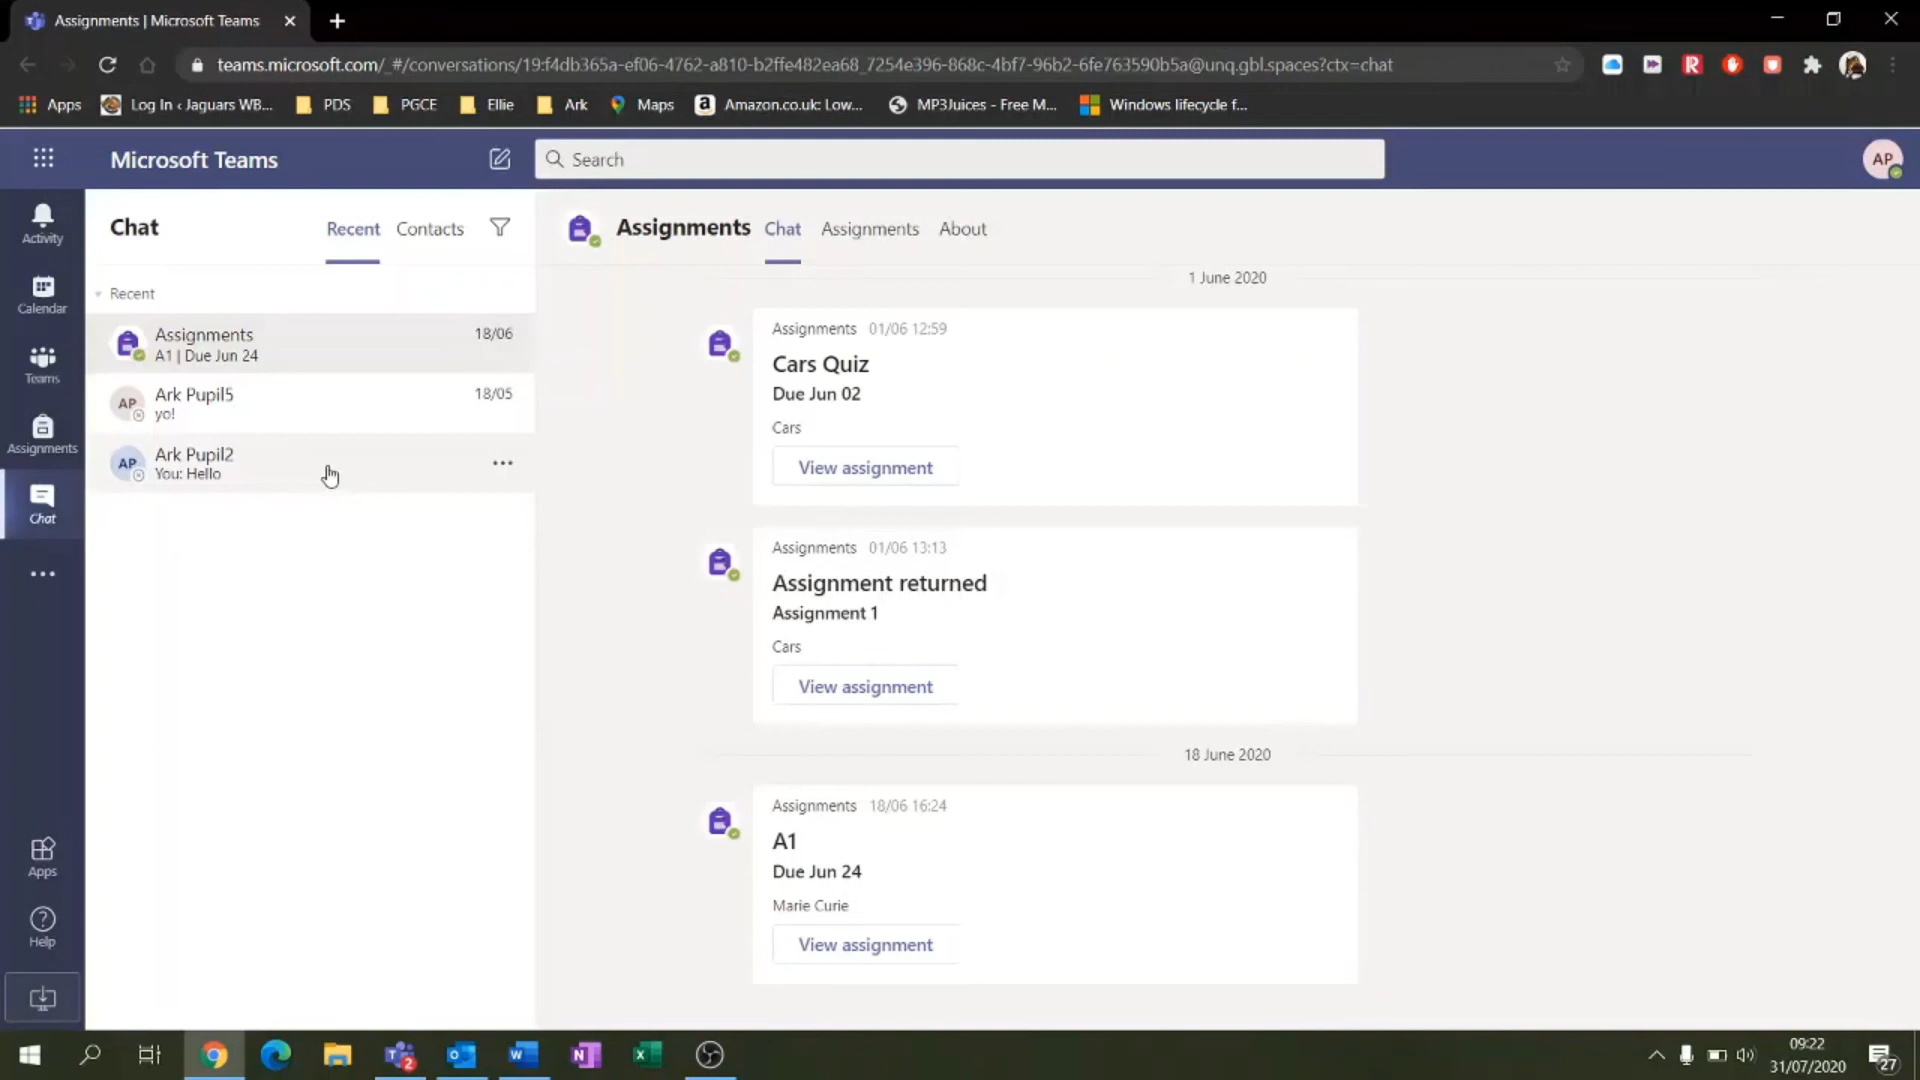 Assignments | Microsoft Teams
teams.microsoft.com/_#/conversations/19:f4db365a-ef06-4762-a810-b2ffe482ea68_7254e396-868c-4bf7-96b2-6fe763590b5a@unq.gbl.spaces?ctx=chat
Apps Log In ‹ Jaguars WB... PDS PGCE Ellie Ark Maps Amazon.co.uk: Low... MP3Juices - Free M... Windows lifecycle f...
Microsoft Teams
Search
AP
Activity
Calendar
Teams
Assignments
Chat
Apps
Help
Chat Recent Contacts
Recent
Assignments 18/06
A1 | Due Jun 24
AP Ark Pupil5 18/05
yo!
AP Ark Pupil2
You: Hello
Assignments Chat Assignments About
1 June 2020
Assignments 01/06 12:59
Cars Quiz
Due Jun 02
Cars
View assignment
Assignments 01/06 13:13
Assignment returned
Assignment 1
Cars
View assignment
18 June 2020
Assignments 18/06 16:24
A1
Due Jun 24
Marie Curie
View assignment
09:22
31/07/2020
27